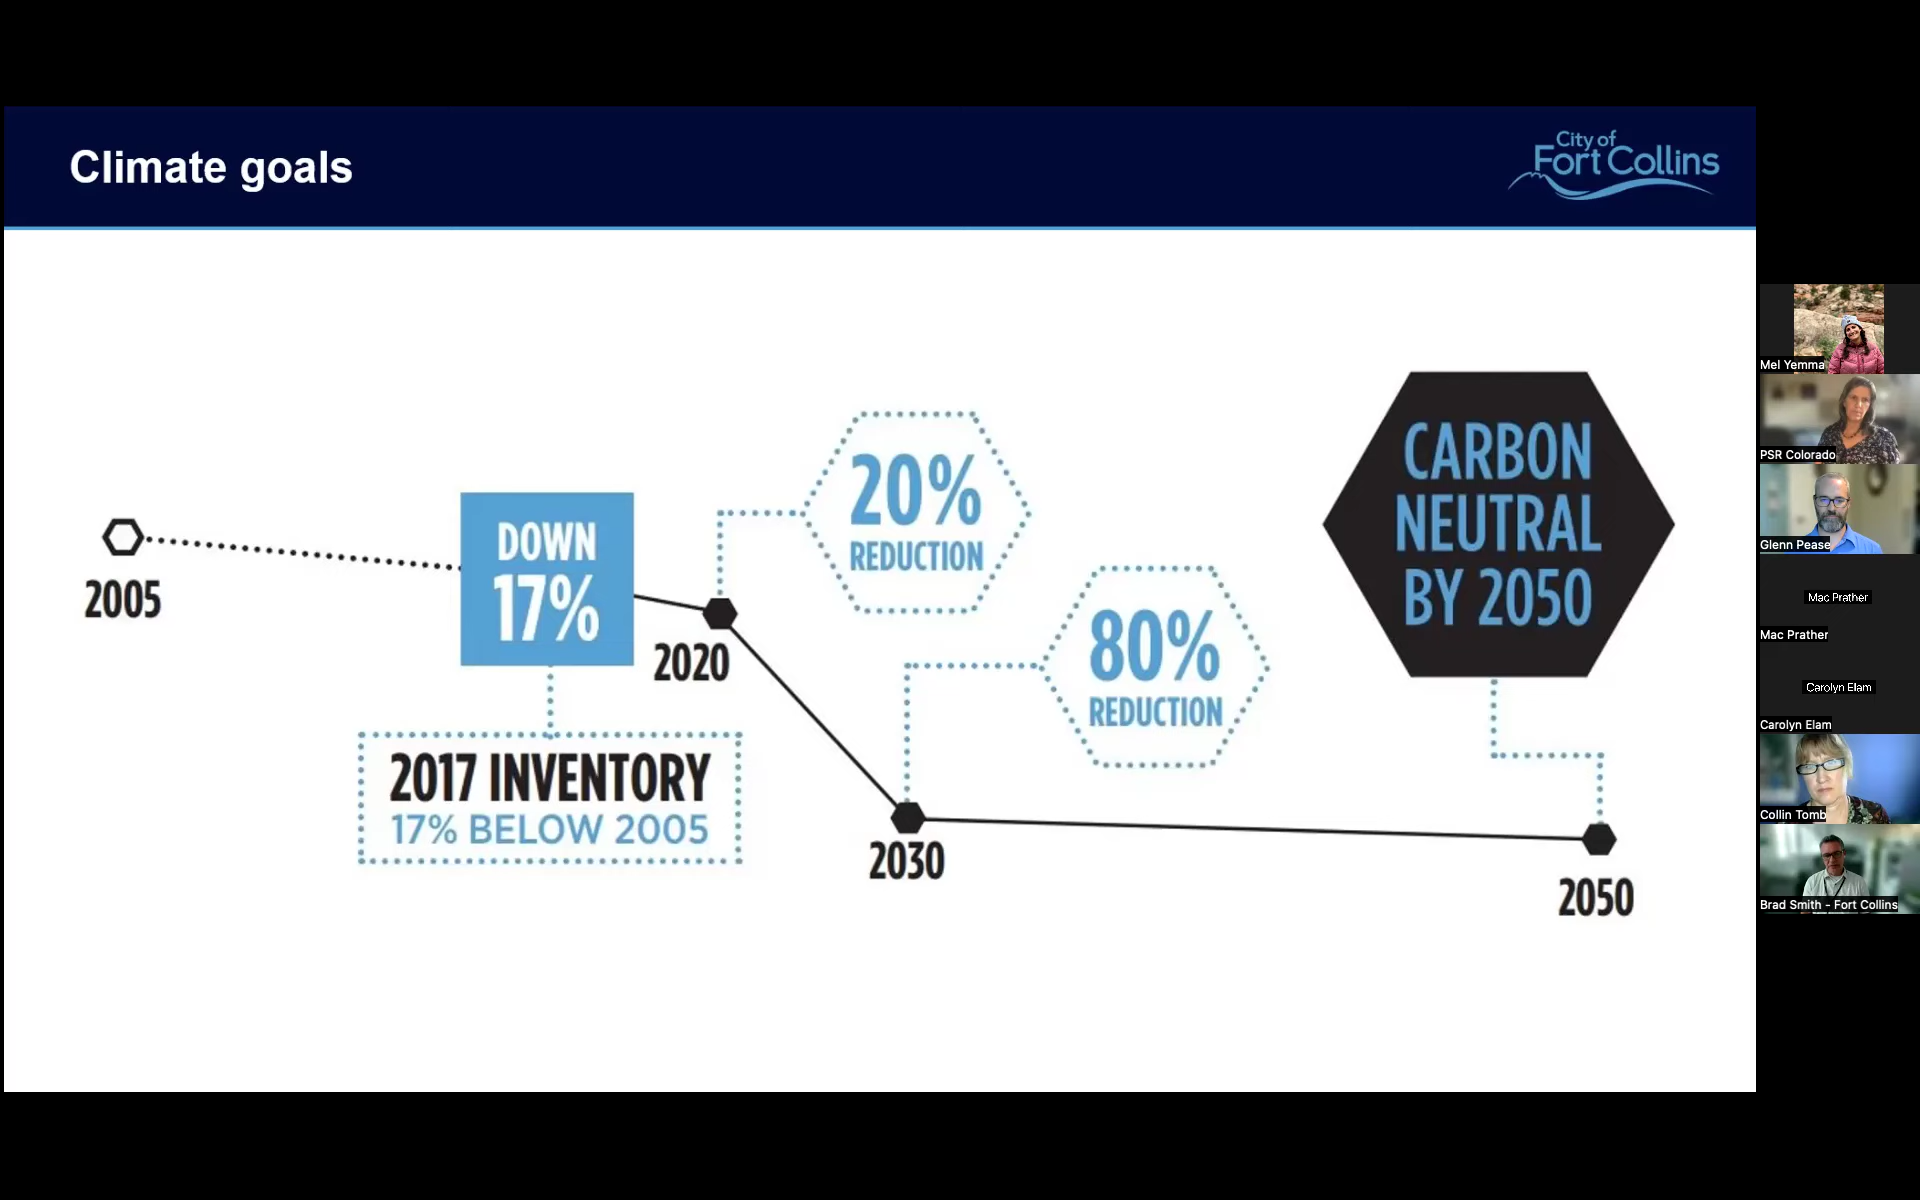 Climate goals
City of
Fort Collins
2005
DOWN
17%
2017 INVENTORY
17% BELOW 2005
2020
20%
REDUCTION
80%
REDUCTION
2030
CARBON
NEUTRAL
BY 2050
2050
Mel Yemma
PSR Colorado
Glenn Pease
Mac Prather
Mac Prather
Carolyn Elam
Carolyn Elam
Collin Tomb
Brad Smith - Fort Collins